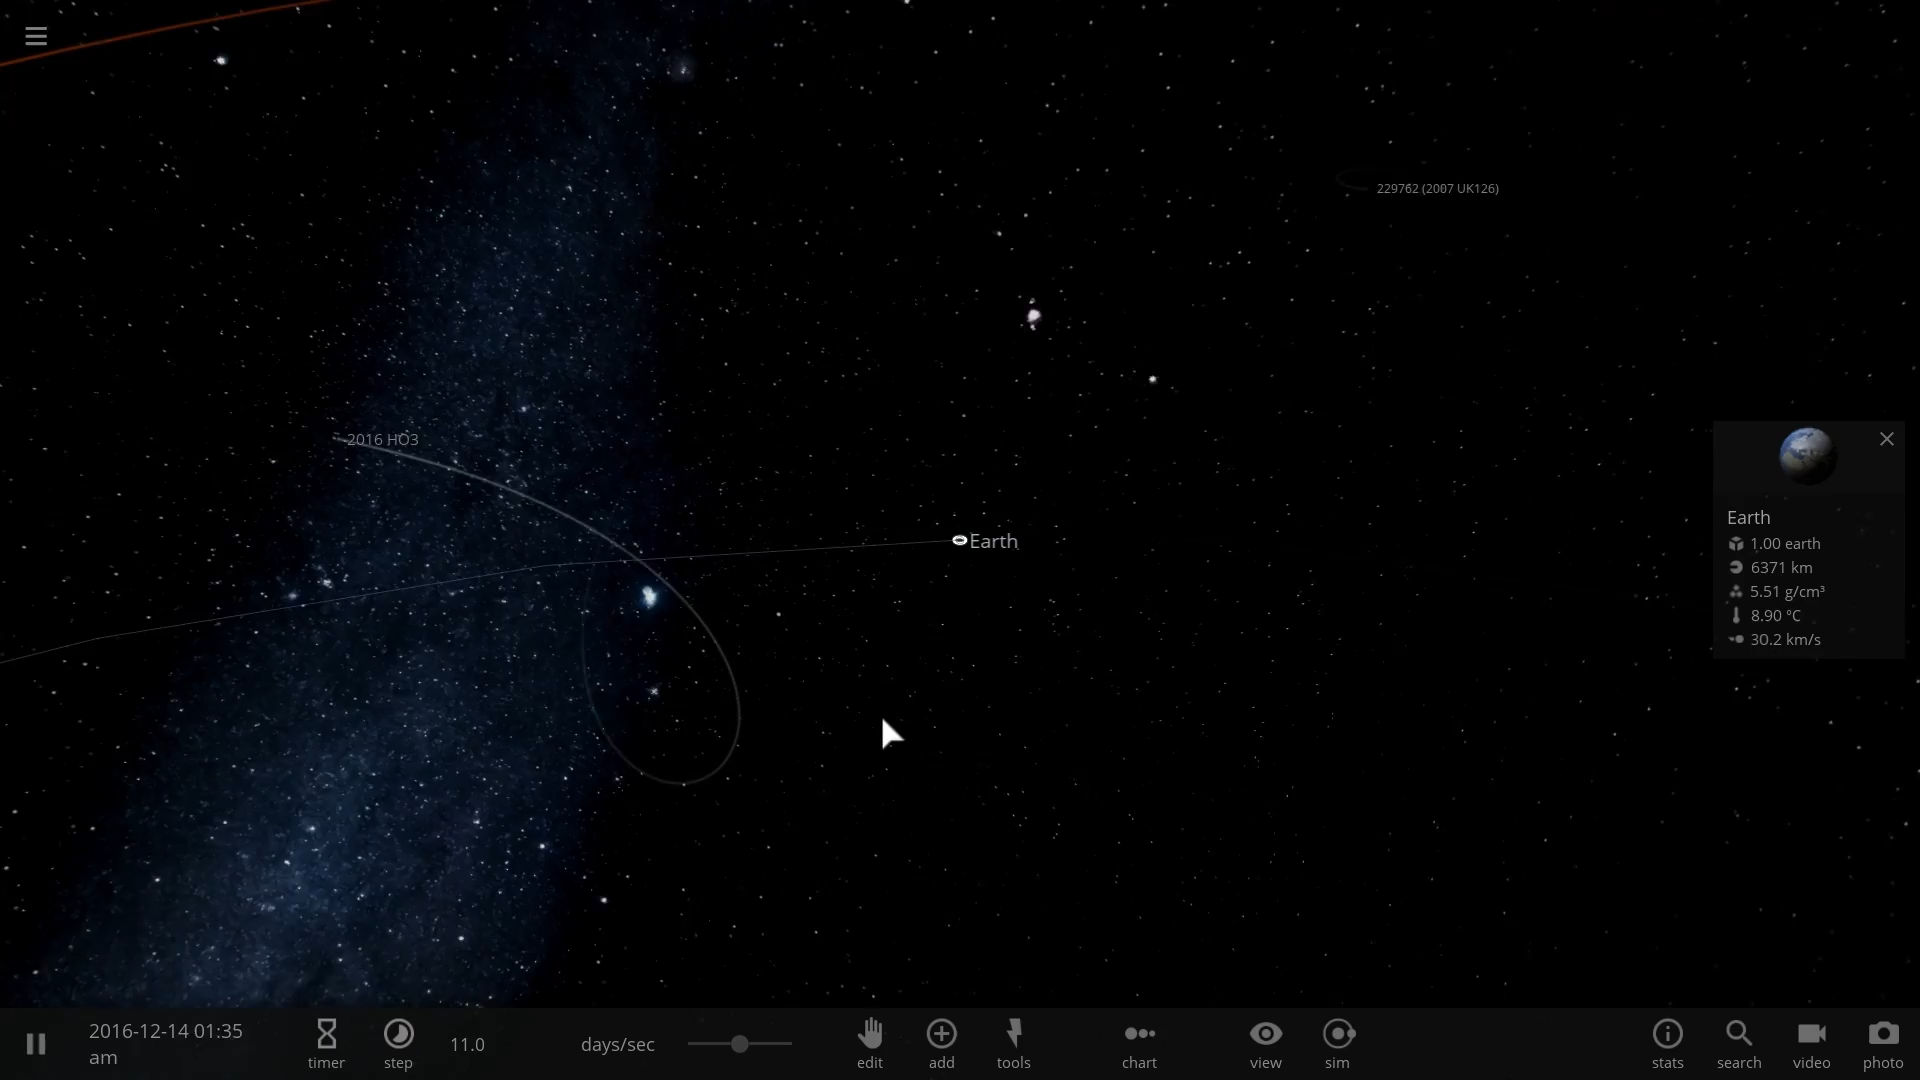 229762 (2007 UK126)
2016 HO3
Earth
Earth
1.00 earth
6371 km
5.51 g/cm³
8.90 °C
30.2 km/s
2016-12-14 01:35
am
timer
step
11.0
days/sec
edit
add
tools
chart
view
sim
stats
search
video
photo